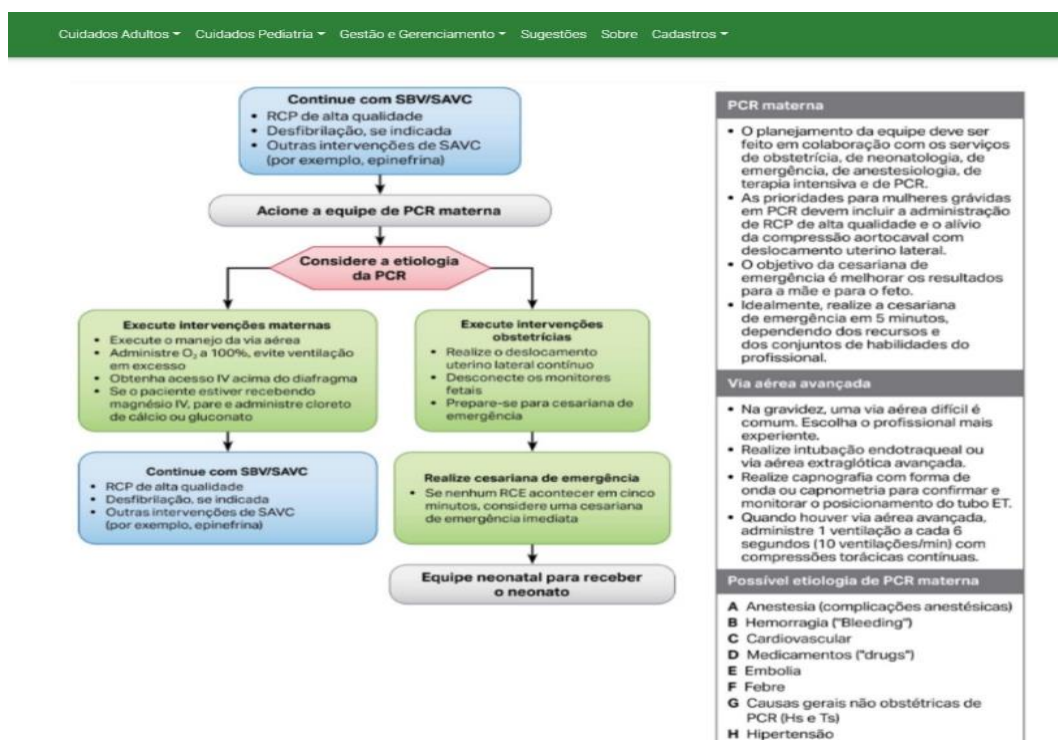 Cuidados Adultos Cuidados Pediatria Gestão e Gerenciamento Sugestões Sobre Cadastros
Continue com SBV/SAVC
• RCP de alta qualidade
• Desfibrilação, se indicada
• Outras intervenções de SAVC
(por exemplo, epinefrina)
Acione a equipe de PCR materna
Considere a etiologia
da PCR
Execute intervenções maternas
• Execute o manejo da via aérea
• Administre O₂ a 100%, evite ventilação
em excesso
• Obtenha acesso IV acima do diafragma
• Se o paciente estiver recebendo
magnésio IV, pare e administre cloreto
de cálcio ou gluconato
Continue com SBV/SAVC
• RCP de alta qualidade
• Desfibrilação, se indicada
• Outras intervenções de SAVC
(por exemplo, epinefrina)
Execute intervenções
obstetrícias
• Realize o deslocamento
uterino lateral contínuo
• Desconecte os monitores
fetais
• Prepare-se para cesariana de
emergência
Realize cesariana de emergência
• Se nenhum RCE acontecer em cinco
minutos, considere uma cesariana
de emergência imediata
Equipe neonatal para receber
o neonato
PCR materna
• O planejamento da equipe deve ser
feito em colaboração com os serviços
de obstetrícia, de neonatologia, de
emergência, de anestesiologia, de
terapia intensiva e de PCR.
• As prioridades para mulheres grávidas
em PCR devem incluir a administração
de RCP de alta qualidade e o alívio
da compressão aortocaval com
deslocamento uterino lateral.
• O objetivo da cesariana de
emergência é melhorar os resultados
para a mãe e para o feto.
• Idealmente, realize a cesariana
de emergência em 5 minutos,
dependendo dos recursos e
dos conjuntos de habilidades do
profissional.
Via aérea avançada
• Na gravidez, uma via aérea difícil é
comum. Escolha o profissional mais
experiente.
• Realize intubação endotraqueal ou
via aérea extraglótica avançada.
• Realize capnografia com forma de
onda ou capnometria para confirmar e
monitorar o posicionamento do tubo ET.
• Quando houver via aérea avançada,
administre 1 ventilação a cada 6
segundos (10 ventilações/min) com
compressões torácicas contínuas.
Possível etiologia de PCR materna
A Anestesia (complicações anestésicas)
B Hemorragia ("Bleeding")
C Cardiovascular
D Medicamentos ("drugs")
E Embolia
F Febre
G Causas gerais não obstétricas de
PCR (Hs e Ts)
H Hipertensão